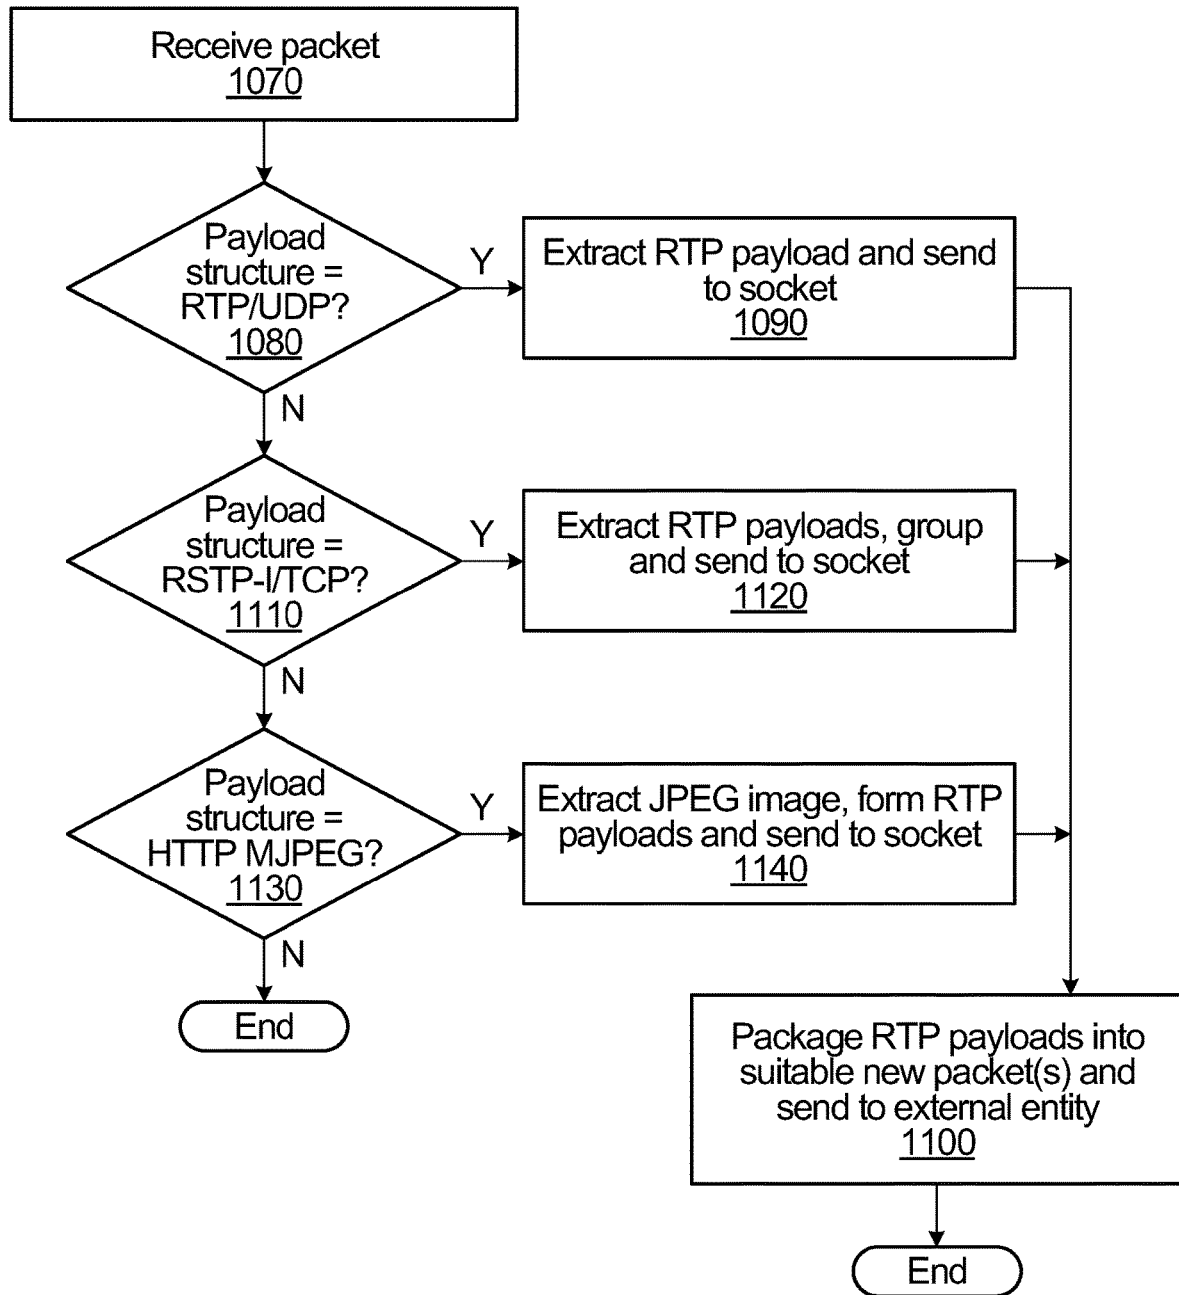 Receive packet
1070
Payload
structure =
RTP/UDP?
1080
Y
Extract RTP payload and send
to socket
1090
N
Payload
structure =
RSTP-I/TCP?
1110
Y
Extract RTP payloads, group
and send to socket
1120
N
Payload
structure =
HTTP MJPEG?
1130
Y
Extract JPEG image, form RTP
payloads and send to socket
1140
N
End
Package RTP payloads into
suitable new packet(s) and
send to external entity
1100
End